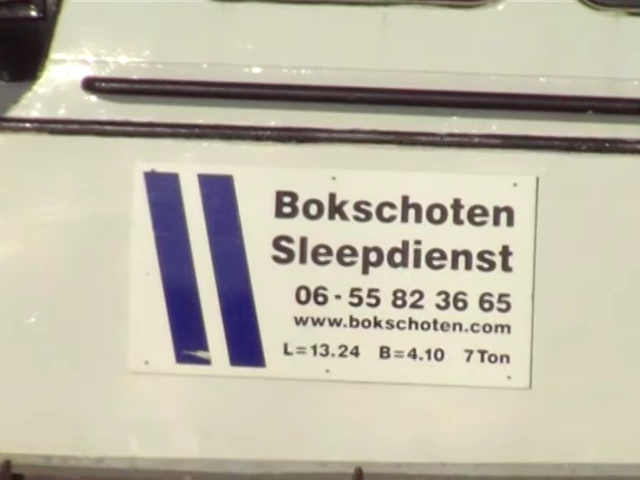 Bokschoten
Sleepdienst
06-55 82 36 65
www.bokschoten.com
L=13.24 B=4.10 7Ton